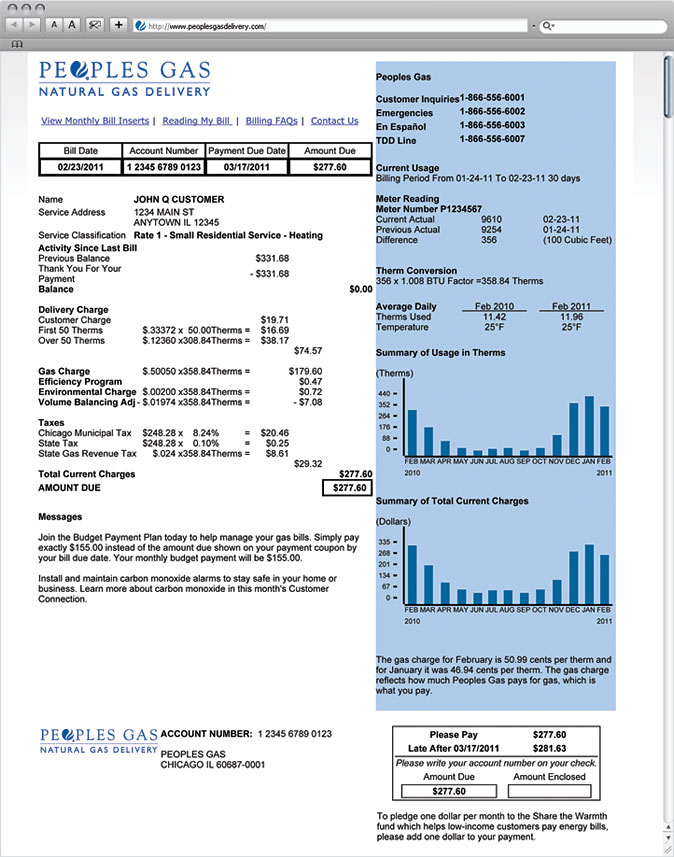 A A
http://www.peoplesgasdelivery.com/
PEOPLES GAS
NATURAL GAS DELIVERY
View Monthly Bill Inserts | Reading My Bill | Billing FAQs | Contact Us
Bill Date Account Number Payment Due Date Amount Due
02/23/2011 1 2345 6789 0123 03/17/2011 $277.60
Name JOHN Q CUSTOMER
Service Address 1234 MAIN ST
ANYTOWN IL 12345
Service Classification Rate 1 - Small Residential Service - Heating
Activity Since Last Bill
Previous Balance $331.68
Thank You For Your
Payment - $331.68
Balance $0.00
Delivery Charge
Customer Charge $19.71
First 50 Therms $.33372 x 50.00Therms = $16.69
Over 50 Therms $.12360 x308.84Therms = $38.17
$74.57
Gas Charge $.50050 x358.84Therms = $179.60
Efficiency Program $0.47
Environmental Charge $.00200 x358.84Therms = $0.72
Volume Balancing Adj - $.01974 x358.84Therms = - $7.08
Taxes
Chicago Municipal Tax $248.28 x 8.24% = $20.46
State Tax $248.28 x 0.10% = $0.25
State Gas Revenue Tax $.024 x358.84Therms = $8.61
$29.32
Total Current Charges $277.60
AMOUNT DUE $277.60
Messages
Join the Budget Payment Plan today to help manage your gas bills. Simply pay
exactly $155.00 instead of the amount due shown on your payment coupon by
your bill due date. Your monthly budget payment will be $155.00.
Install and maintain carbon monoxide alarms to stay safe in your home or
business. Learn more about carbon monoxide in this month's Customer
Connection.
Peoples Gas
Customer Inquiries 1-866-556-6001
Emergencies 1-866-556-6002
En Español 1-866-556-6003
TDD Line 1-866-556-6007
Current Usage
Billing Period From 01-24-11 To 02-23-11 30 days
Meter Reading
Meter Number P1234567
Current Actual 9610 02-23-11
Previous Actual 9254 01-24-11
Difference 356 (100 Cubic Feet)
Therm Conversion
356 x 1.008 BTU Factor =358.84 Therms
Average Daily Feb 2010 Feb 2011
Therms Used 11.42 11.96
Temperature 25°F 25°F
Summary of Usage in Therms
(Therms)
440
352
264
176
88
0
FEB MAR APR MAY JUN JUL AUG SEP OCT NOV DEC JAN FEB
2010 2011
Summary of Total Current Charges
(Dollars)
335
268
201
134
67
0
FEB MAR APR MAY JUN JUL AUG SEP OCT NOV DEC JAN FEB
2010 2011
The gas charge for February is 50.99 cents per therm and
for January it was 46.94 cents per therm. The gas charge
reflects how much Peoples Gas pays for gas, which is
what you pay.
PEOPLES GAS
NATURAL GAS DELIVERY
ACCOUNT NUMBER: 1 2345 6789 0123
PEOPLES GAS
CHICAGO IL 60687-0001
Please Pay $277.60
Late After 03/17/2011 $281.63
Please write your account number on your check.
Amount Due Amount Enclosed
$277.60
To pledge one dollar per month to the Share the Warmth
fund which helps low-income customers pay energy bills,
please add one dollar to your payment.